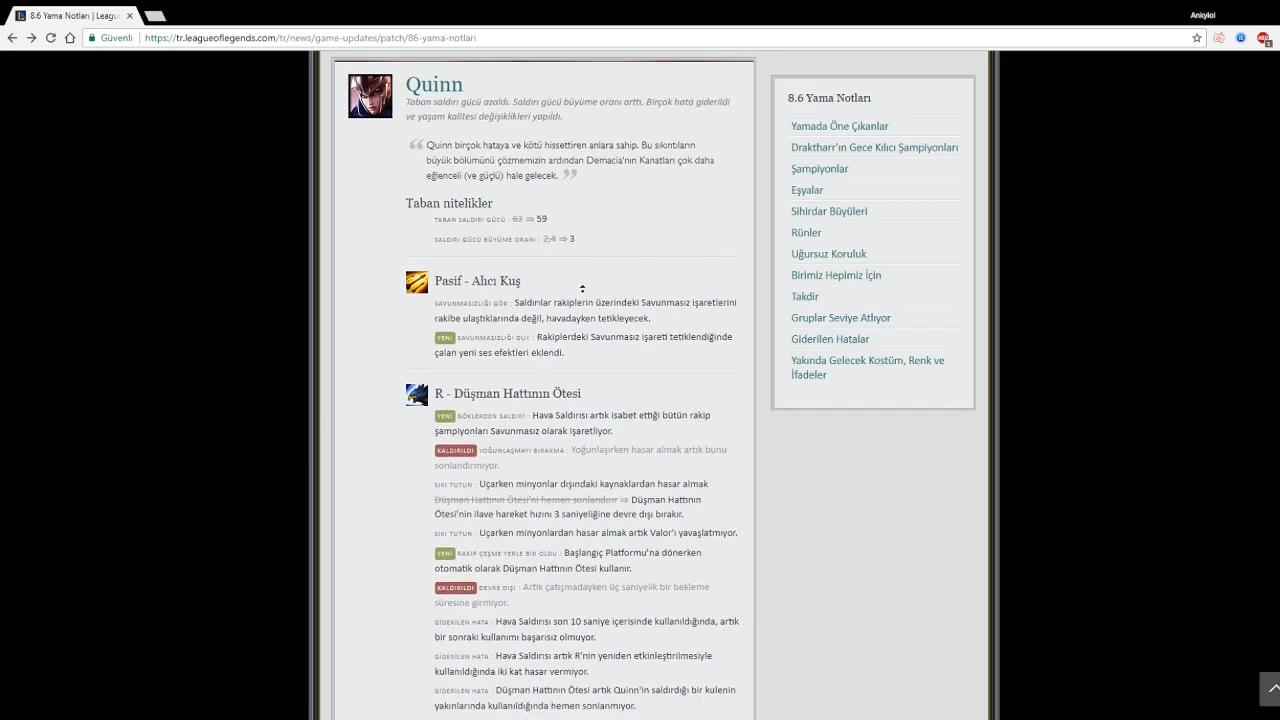 8.6 Yama Notları | Leagu
Anıkylol
Güvenli
https://tr.leagueoflegends.com/tr/news/game-updates/patch/86-yama-notlari
Quinn
Taban saldırı gücü azaldı. Saldırı gücü büyüme oranı arttı. Birçok hata giderildi
ve yaşam kalitesi değişiklikleri yapıldı.
Quinn birçok hataya ve kötü hissettiren anlara sahip. Bu sıkıntıların
büyük bölümünü çözmemizin ardından Demacia'nın Kanatları çok daha
eğlenceli (ve güçlü) hale gelecek.
Taban nitelikler
TABAN SALDIRI GÜCÜ : 62 ⇒ 59
SALDIRI GÜCÜ BÜYÜME ORANI : 2,4 ⇒ 3
Pasif - Alıcı Kuş
SAVUNMASIZLIĞI GÖR : Saldırılar rakiplerin üzerindeki Savunmasız işaretlerini
rakibe ulaştıklarında değil, havadayken tetikleyecek.
YENİ SAVUNMASIZLIĞI DUY : Rakiplerdeki Savunmasız işareti tetiklendiğinde
çalan yeni ses efektleri eklendi.
R - Düşman Hattının Ötesi
YENİ GÖKLERDEN SALDIR! : Hava Saldırısı artık isabet ettiği bütün rakip
şampiyonları Savunmasız olarak işaretliyor.
KALDIRILDI YOĞUNLAŞMAYI BIRAKMA : Yoğunlaşırken hasar almak artık bunu
sonlandırmıyor.
SIKI TUTUN : Uçarken minyonlar dışındaki kaynaklardan hasar almak
Düşman Hattının Ötesi'ni hemen sonlandırır ⇒ Düşman Hattının
Ötesi'nin ilave hareket hızını 3 saniyeliğine devre dışı bırakır.
SIKI TUTUN : Uçarken minyonlardan hasar almak artık Valor'ı yavaşlatmıyor.
YENİ RAKİP ÇEŞME YERLE BİR OLDU : Başlangıç Platformu'na dönerken
otomatik olarak Düşman Hattının Ötesi kullanır.
KALDIRILDI DEVRE DIŞI : Artık çatışmadayken üç saniyelik bir bekleme
süresine girmiyor.
GİDERİLEN HATA : Hava Saldırısı son 10 saniye içerisinde kullanıldığında, artık
bir sonraki kullanımı başarısız olmuyor.
GİDERİLEN HATA : Hava Saldırısı artık R'nin yeniden etkinleştirilmesiyle
kullanıldığında iki kat hasar vermiyor.
GİDERİLEN HATA : Düşman Hattının Ötesi artık Quinn'in saldırdığı bir kulenin
yakınlarında kullanıldığında hemen sonlanmıyor.
8.6 Yama Notları
Yamada Öne Çıkanlar
Draktharr'ın Gece Kılıcı Şampiyonları
Şampiyonlar
Eşyalar
Sihirdar Büyüleri
Rünler
Uğursuz Koruluk
Birimiz Hepimiz İçin
Takdir
Gruplar Seviye Atlıyor
Giderilen Hatalar
Yakında Gelecek Kostüm, Renk ve
İfadeler